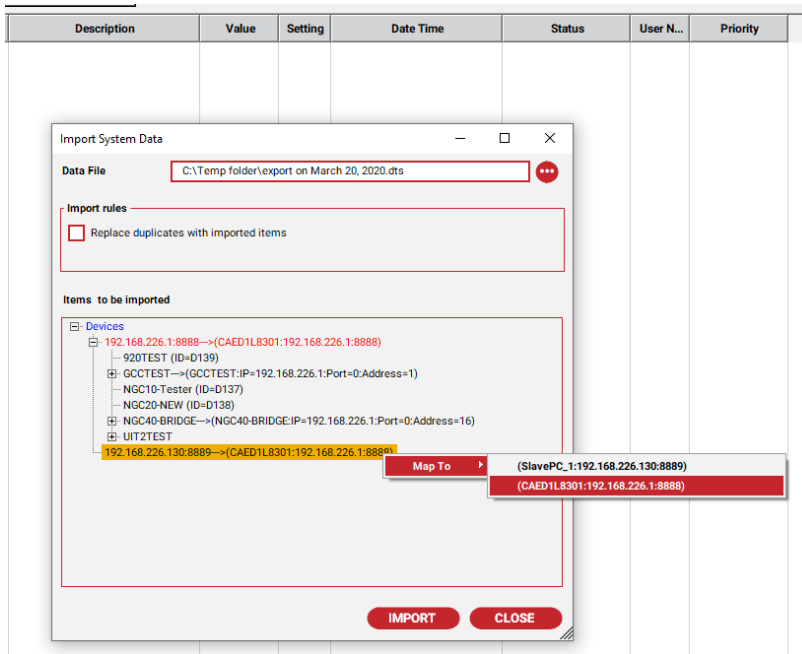 Description Value Setting Date Time Status User N... Priority
Import System Data
Data File C:\Temp folder\export on March 20, 2020.dts
Import rules
Replace duplicates with imported items
Items to be imported
Devices
192.168.226.1:8888--->(CAED1L8301:192.168.226.1:8888)
920TEST (ID=D139)
GCCTEST--->(GCCTEST:IP=192.168.226.1:Port=0:Address=1)
NGC10-Tester (ID=D137)
NGC20-NEW (ID=D138)
NGC40-BRIDGE--->(NGC40-BRIDGE:IP=192.168.226.1:Port=0:Address=16)
UIT2TEST
192.168.226.130:8889--->(CAED1L8301:192.168.226.1:8888)
Map To (SlavePC_1:192.168.226.130:8889)
(CAED1L8301:192.168.226.1:8888)
IMPORT CLOSE